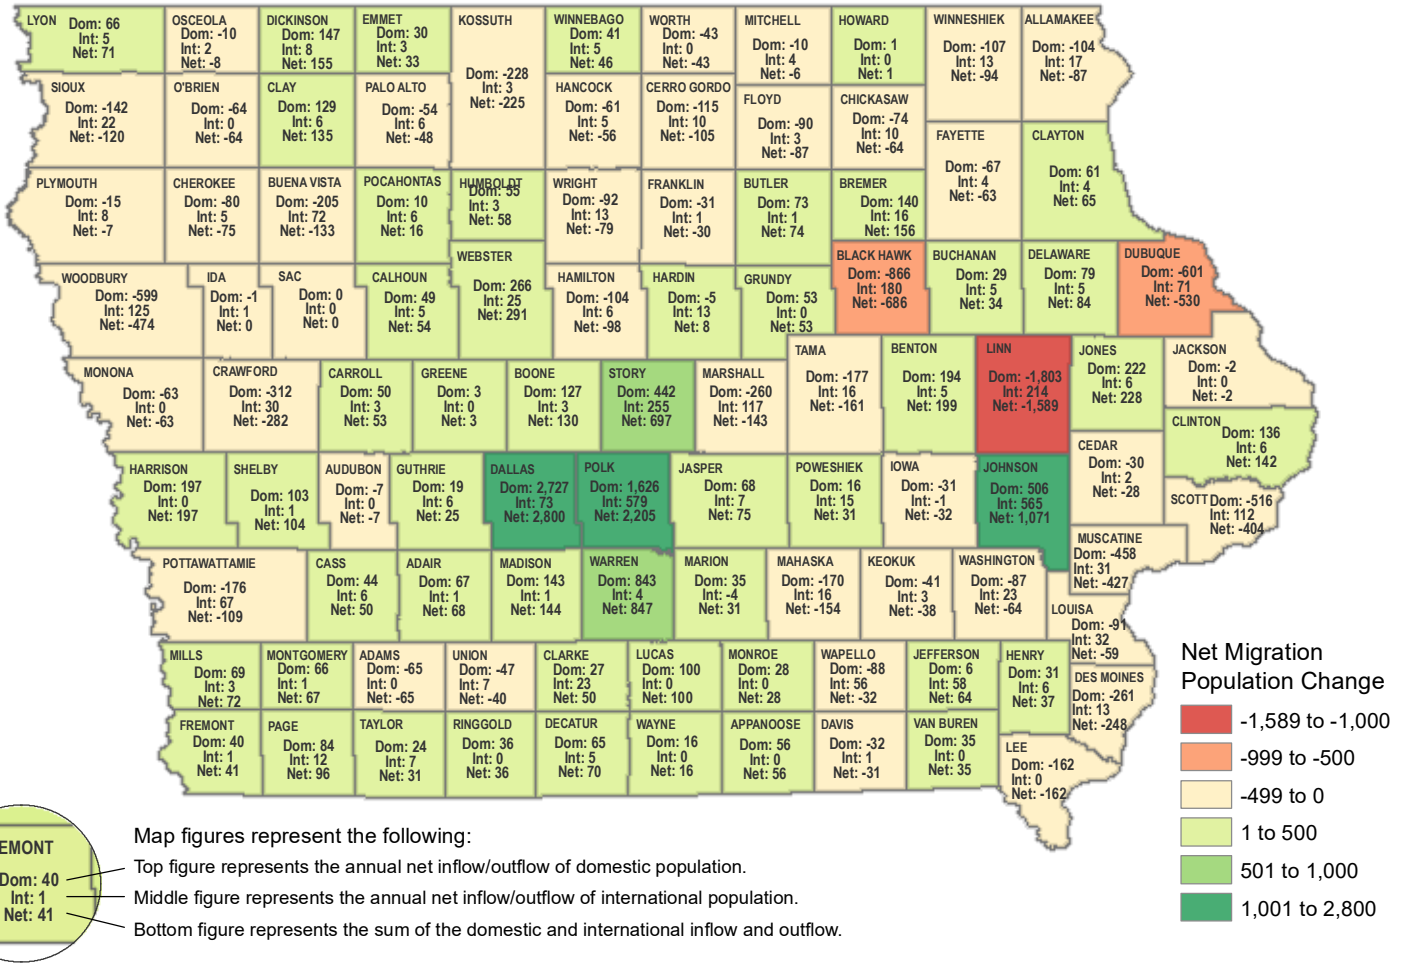 LYON
Dom: 66
Int: 5
Net: 71
OSCEOLA
Dom: -10
Int: 2
Net: -8
DICKINSON
Dom: 147
Int: 8
Net: 155
EMMET
Dom: 30
Int: 3
Net: 33
KOSSUTH
Dom: -228
Int: 3
Net: -225
WINNEBAGO
Dom: 41
Int: 5
Net: 46
WORTH
Dom: -43
Int: 0
Net: -43
MITCHELL
Dom: -10
Int: 4
Net: -6
HOWARD
Dom: 1
Int: 0
Net: 1
WINNESHIEK
Dom: -107
Int: 13
Net: -94
ALLAMAKEE
Dom: -104
Int: 17
Net: -87
SIOUX
Dom: -142
Int: 22
Net: -120
O'BRIEN
Dom: -64
Int: 0
Net: -64
CLAY
Dom: 129
Int: 6
Net: 135
PALO ALTO
Dom: -54
Int: 6
Net: -48
HANCOCK
Dom: -61
Int: 5
Net: -56
CERRO GORDO
Dom: -115
Int: 10
Net: -105
FLOYD
Dom: -90
Int: 3
Net: -87
CHICKASAW
Dom: -74
Int: 10
Net: -64
FAYETTE
Dom: -67
Int: 4
Net: -63
CLAYTON
Dom: 61
Int: 4
Net: 65
PLYMOUTH
Dom: -15
Int: 8
Net: -7
CHEROKEE
Dom: -80
Int: 5
Net: -75
BUENA VISTA
Dom: -205
Int: 72
Net: -133
POCAHONTAS
Dom: 10
Int: 6
Net: 16
HUMBOLDT
Dom: 55
Int: 3
Net: 58
WRIGHT
Dom: -92
Int: 13
Net: -79
FRANKLIN
Dom: -31
Int: 1
Net: -30
BUTLER
Dom: 73
Int: 1
Net: 74
BREMER
Dom: 140
Int: 16
Net: 156
WOODBURY
Dom: -599
Int: 125
Net: -474
IDA
Dom: -1
Int: 1
Net: 0
SAC
Dom: 0
Int: 0
Net: 0
CALHOUN
Dom: 49
Int: 5
Net: 54
WEBSTER
Dom: 266
Int: 25
Net: 291
HAMILTON
Dom: -104
Int: 6
Net: -98
HARDIN
Dom: -5
Int: 13
Net: 8
GRUNDY
Dom: 53
Int: 0
Net: 53
BLACK HAWK
Dom: -866
Int: 180
Net: -686
BUCHANAN
Dom: 29
Int: 5
Net: 34
DELAWARE
Dom: 79
Int: 5
Net: 84
DUBUQUE
Dom: -601
Int: 71
Net: -530
MONONA
Dom: -63
Int: 0
Net: -63
CRAWFORD
Dom: -312
Int: 30
Net: -282
CARROLL
Dom: 50
Int: 3
Net: 53
GREENE
Dom: 3
Int: 0
Net: 3
BOONE
Dom: 127
Int: 3
Net: 130
STORY
Dom: 442
Int: 255
Net: 697
MARSHALL
Dom: -260
Int: 117
Net: -143
TAMA
Dom: -177
Int: 16
Net: -161
BENTON
Dom: 194
Int: 5
Net: 199
LINN
Dom: -1,803
Int: 214
Net: -1,589
JONES
Dom: 222
Int: 6
Net: 228
JACKSON
Dom: -2
Int: 0
Net: -2
CLINTON
Dom: 136
Int: 6
Net: 142
HARRISON
Dom: 197
Int: 0
Net: 197
SHELBY
Dom: 103
Int: 1
Net: 104
AUDUBON
Dom: -7
Int: 0
Net: -7
GUTHRIE
Dom: 19
Int: 6
Net: 25
DALLAS
Dom: 2,727
Int: 73
Net: 2,800
POLK
Dom: 1,626
Int: 579
Net: 2,205
JASPER
Dom: 68
Int: 7
Net: 75
POWESHIEK
Dom: 16
Int: 15
Net: 31
IOWA
Dom: -31
Int: -1
Net: -32
JOHNSON
Dom: 506
Int: 565
Net: 1,071
CEDAR
Dom: -30
Int: 2
Net: -28
SCOTT
Dom: -516
Int: 112
Net: -404
MUSCATINE
Dom: -458
Int: 31
Net: -427
POTTAWATTAMIE
Dom: -176
Int: 67
Net: -109
CASS
Dom: 44
Int: 6
Net: 50
ADAIR
Dom: 67
Int: 1
Net: 68
MADISON
Dom: 143
Int: 1
Net: 144
WARREN
Dom: 843
Int: 4
Net: 847
MARION
Dom: 35
Int: -4
Net: 31
MAHASKA
Dom: -170
Int: 16
Net: -154
KEOKUK
Dom: -41
Int: 3
Net: -38
WASHINGTON
Dom: -87
Int: 23
Net: -64
LOUISA
Dom: -91
Int: 32
Net: -59
MILLS
Dom: 69
Int: 3
Net: 72
MONTGOMERY
Dom: 66
Int: 1
Net: 67
ADAMS
Dom: -65
Int: 0
Net: -65
UNION
Dom: -47
Int: 7
Net: -40
CLARKE
Dom: 27
Int: 23
Net: 50
LUCAS
Dom: 100
Int: 0
Net: 100
MONROE
Dom: 28
Int: 0
Net: 28
WAPELLO
Dom: -88
Int: 56
Net: -32
JEFFERSON
Dom: 6
Int: 58
Net: 64
HENRY
Dom: 31
Int: 6
Net: 37
DES MOINES
Dom: -261
Int: 13
Net: -248
FREMONT
Dom: 40
Int: 1
Net: 41
PAGE
Dom: 84
Int: 12
Net: 96
TAYLOR
Dom: 24
Int: 7
Net: 31
RINGGOLD
Dom: 36
Int: 0
Net: 36
DECATUR
Dom: 65
Int: 5
Net: 70
WAYNE
Dom: 16
Int: 0
Net: 16
APPANOOSE
Dom: 56
Int: 0
Net: 56
DAVIS
Dom: -32
Int: 1
Net: -31
VAN BUREN
Dom: 35
Int: 0
Net: 35
LEE
Dom: -162
Int: 0
Net: -162
Net Migration
Population Change
-1,589 to -1,000
-999 to -500
-499 to 0
1 to 500
501 to 1,000
1,001 to 2,800
EMONT
Dom: 40
Int: 1
Net: 41
Map figures represent the following:
Top figure represents the annual net inflow/outflow of domestic population.
Middle figure represents the annual net inflow/outflow of international population.
Bottom figure represents the sum of the domestic and international inflow and outflow.